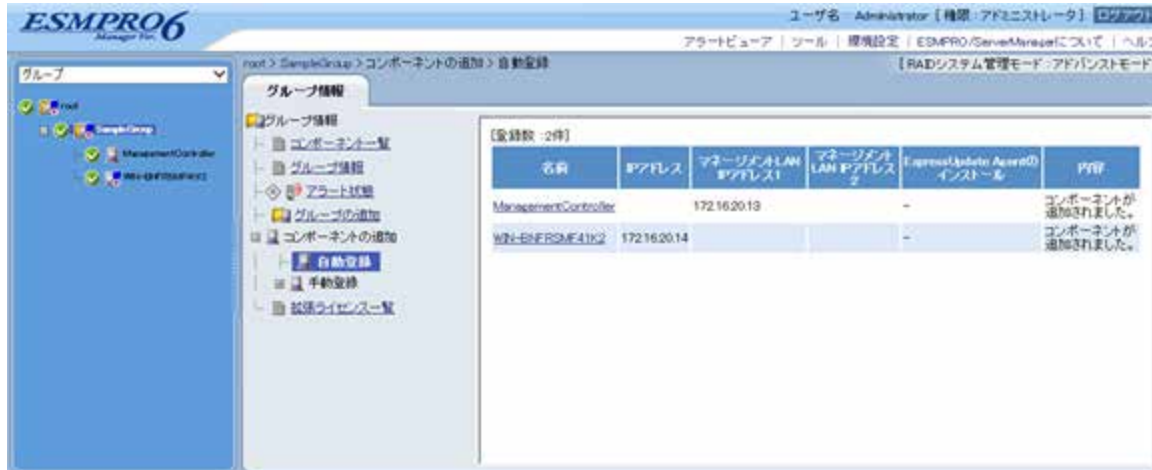 ESMPRO6
Manager Ver.
ユーザ名 Administrator [ 権限 : アドミニストレータ ] ログアウト
アラートビューア | ツール | 環境設定 | ESMPRO/ServerManagerについて | ヘル
グループ
root > SampleGroup > コンポーネントの追加 > 自動登録
[ RAIDシステム管理モード : アドバンストモード
root
SampleGroup
ManagementController
グループ情報
グループ情報
コンポーネント一覧
グループ情報
アラート状態
グループの追加
コンポーネントの追加
自動登録
手動登録
拡張ライセンス一覧
[登録数 : 2件]
名前 IPアドレス マネージメントLAN IPアドレス1 マネージメントLAN IPアドレス2 ExpressUpdate Agentのインストール 内容
ManagementController 172.16.20.13 - コンポーネントが追加されました。
WIN-BNFRSMF41K2 172.16.20.14 - コンポーネントが追加されました。